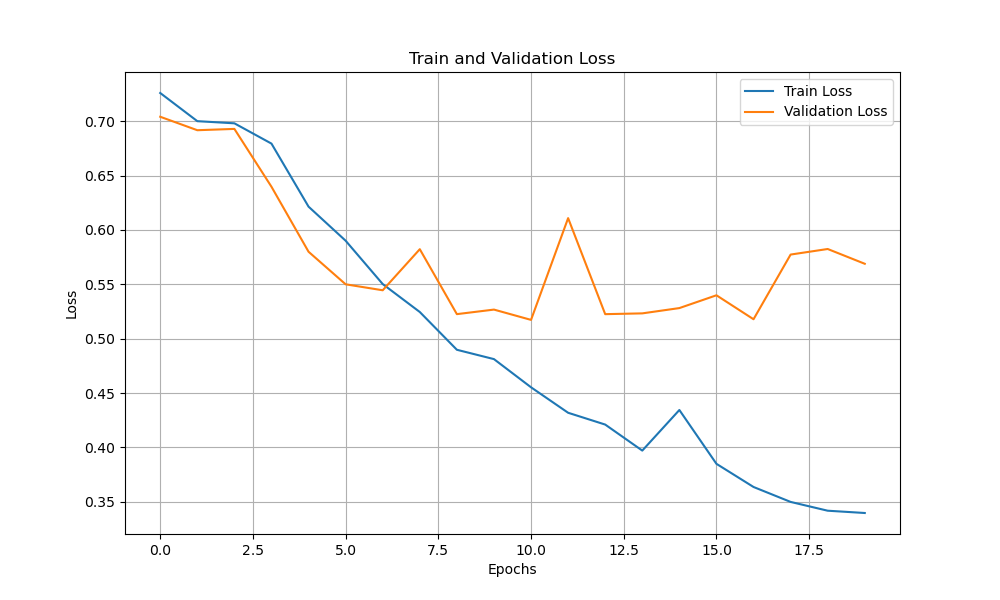 Train and Validation Loss
Train Loss
Validation Loss
0.70
0.65
0.60
0.55
0.50
0.45
0.40
0.35
Loss
0.0 2.5 5.0 7.5 10.0 12.5 15.0 17.5
Epochs